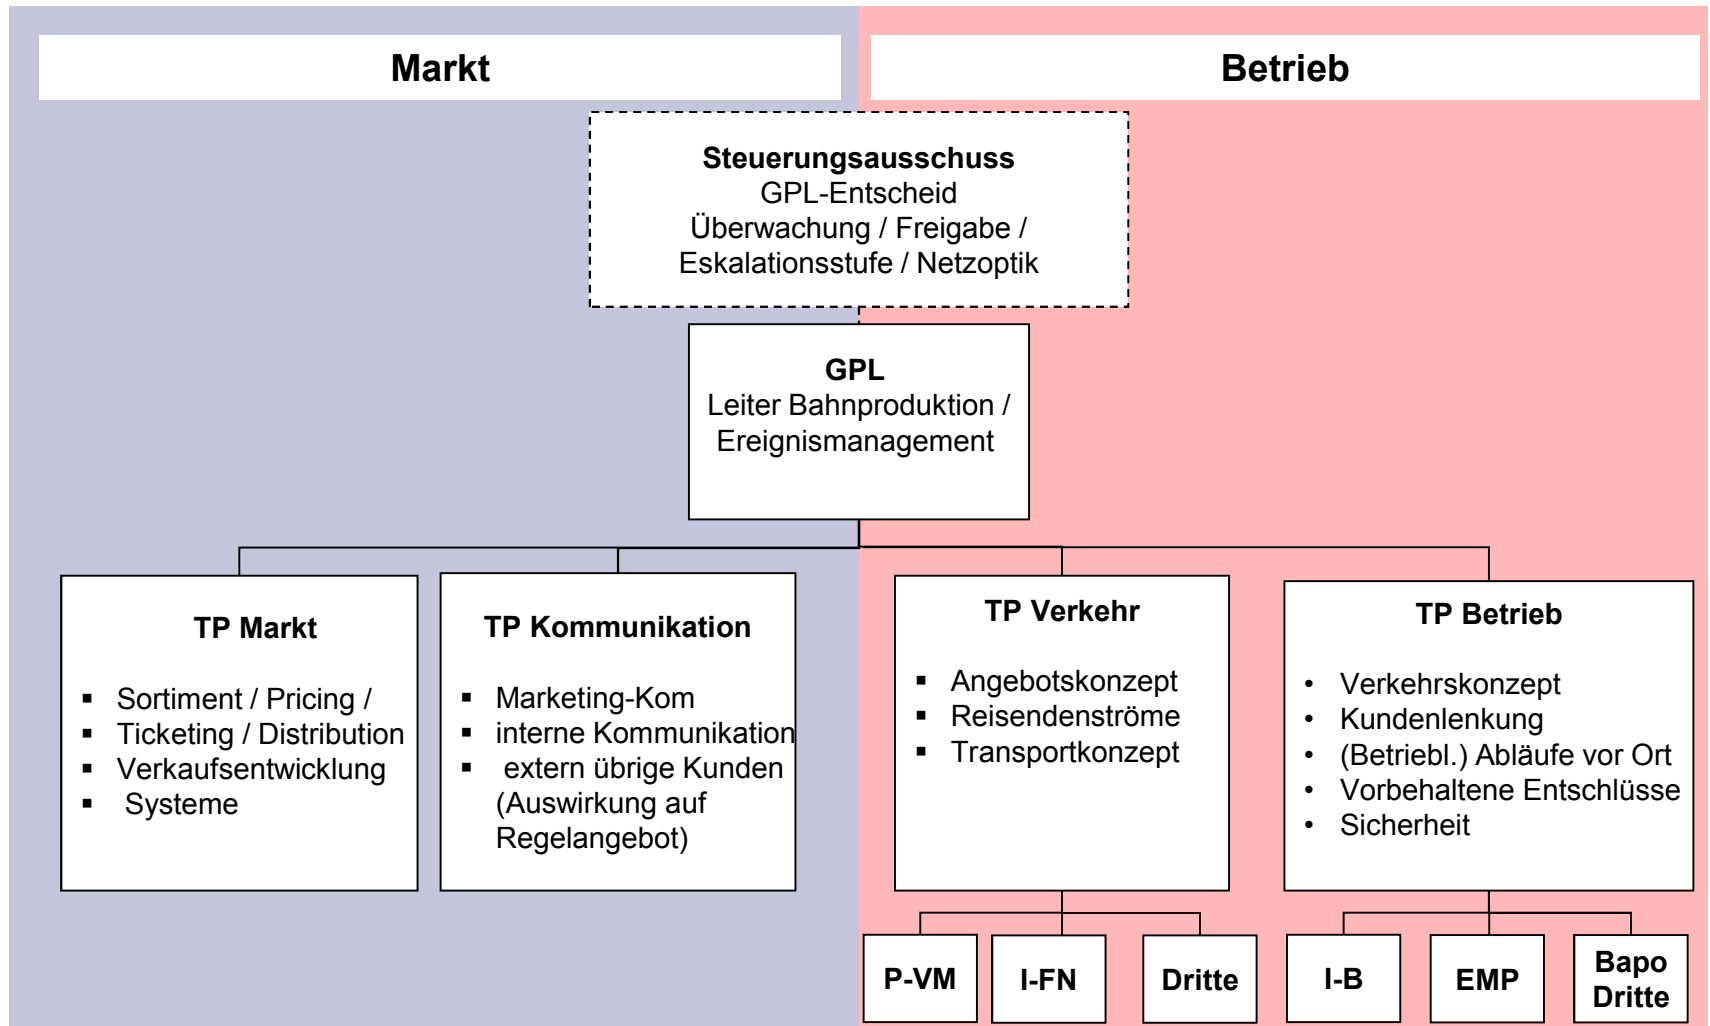 Markt
Betrieb
Steuerungsausschuss
GPL-Entscheid
Überwachung / Freigabe /
Eskalationsstufe / Netzoptik
GPL
Leiter Bahnproduktion /
Ereignismanagement
TP Markt
▪ Sortiment / Pricing /
▪ Ticketing / Distribution
▪ Verkaufsentwicklung
▪ Systeme
TP Kommunikation
▪ Marketing-Kom
▪ interne Kommunikation
▪ extern übrige Kunden
(Auswirkung auf
Regelangebot)
TP Verkehr
▪ Angebotskonzept
▪ Reisendenströme
▪ Transportkonzept
TP Betrieb
• Verkehrskonzept
• Kundenlenkung
• (Betriebl.) Abläufe vor Ort
• Vorbehaltene Entschlüsse
• Sicherheit
P-VM
I-FN
Dritte
I-B
EMP
Bapo
Dritte